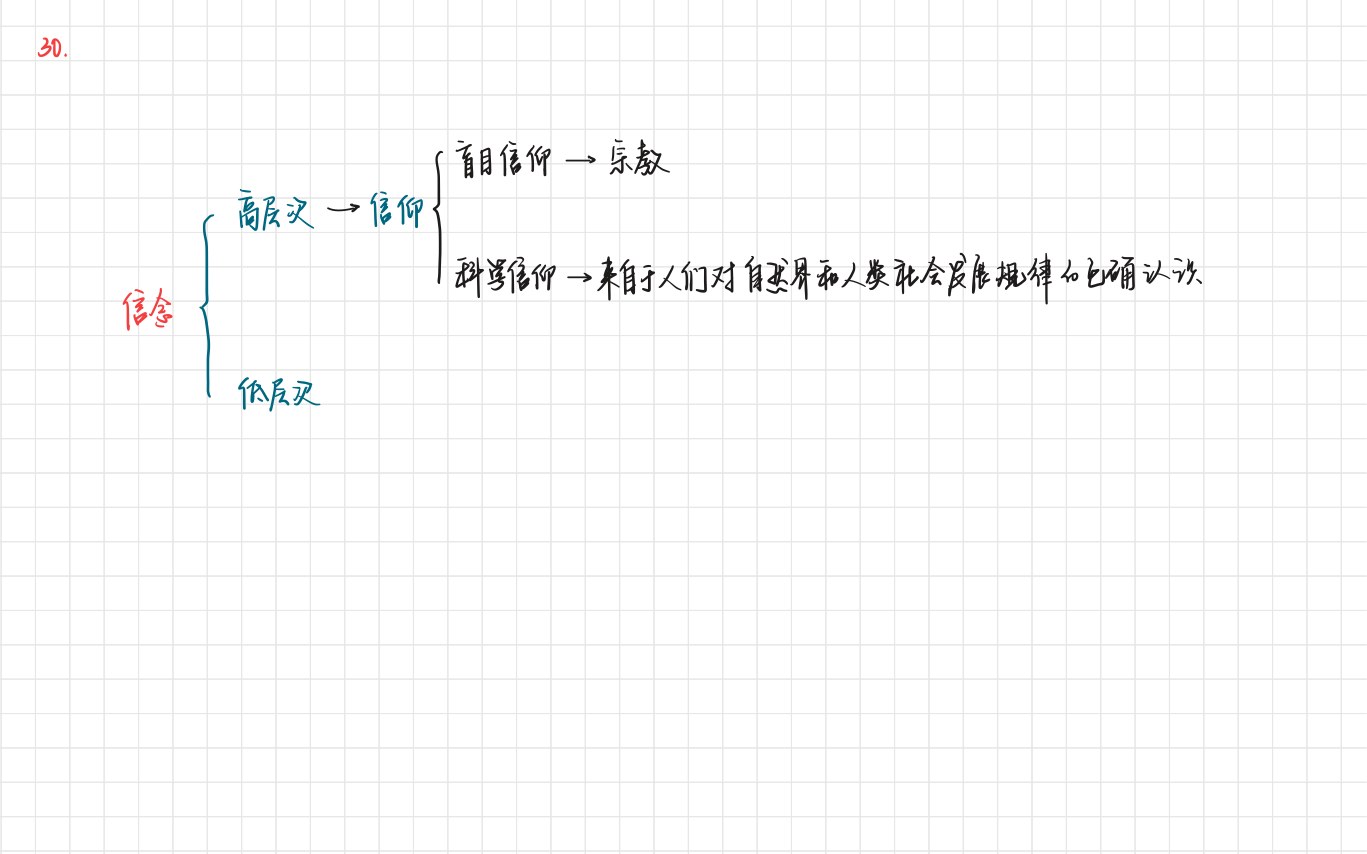 30.
盲目信仰 → 宗教
高层次 → 信仰
科学信仰 → 来自于人们对自然界和人类社会发展规律的正确认识
信念
低层次